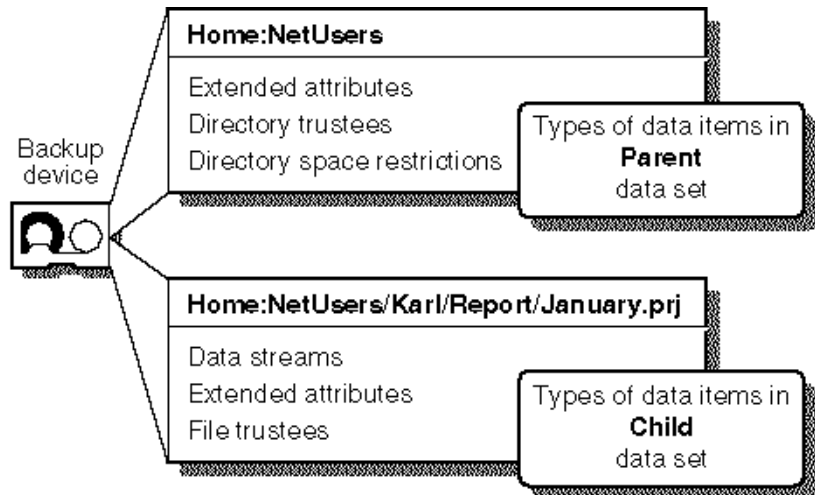 Backup
device
Home:NetUsers
Extended attributes
Directory trustees
Directory space restrictions
Types of data items in
Parent
data set
Home:NetUsers/Karl/Report/January.prj
Data streams
Extended attributes
File trustees
Types of data items in
Child
data set